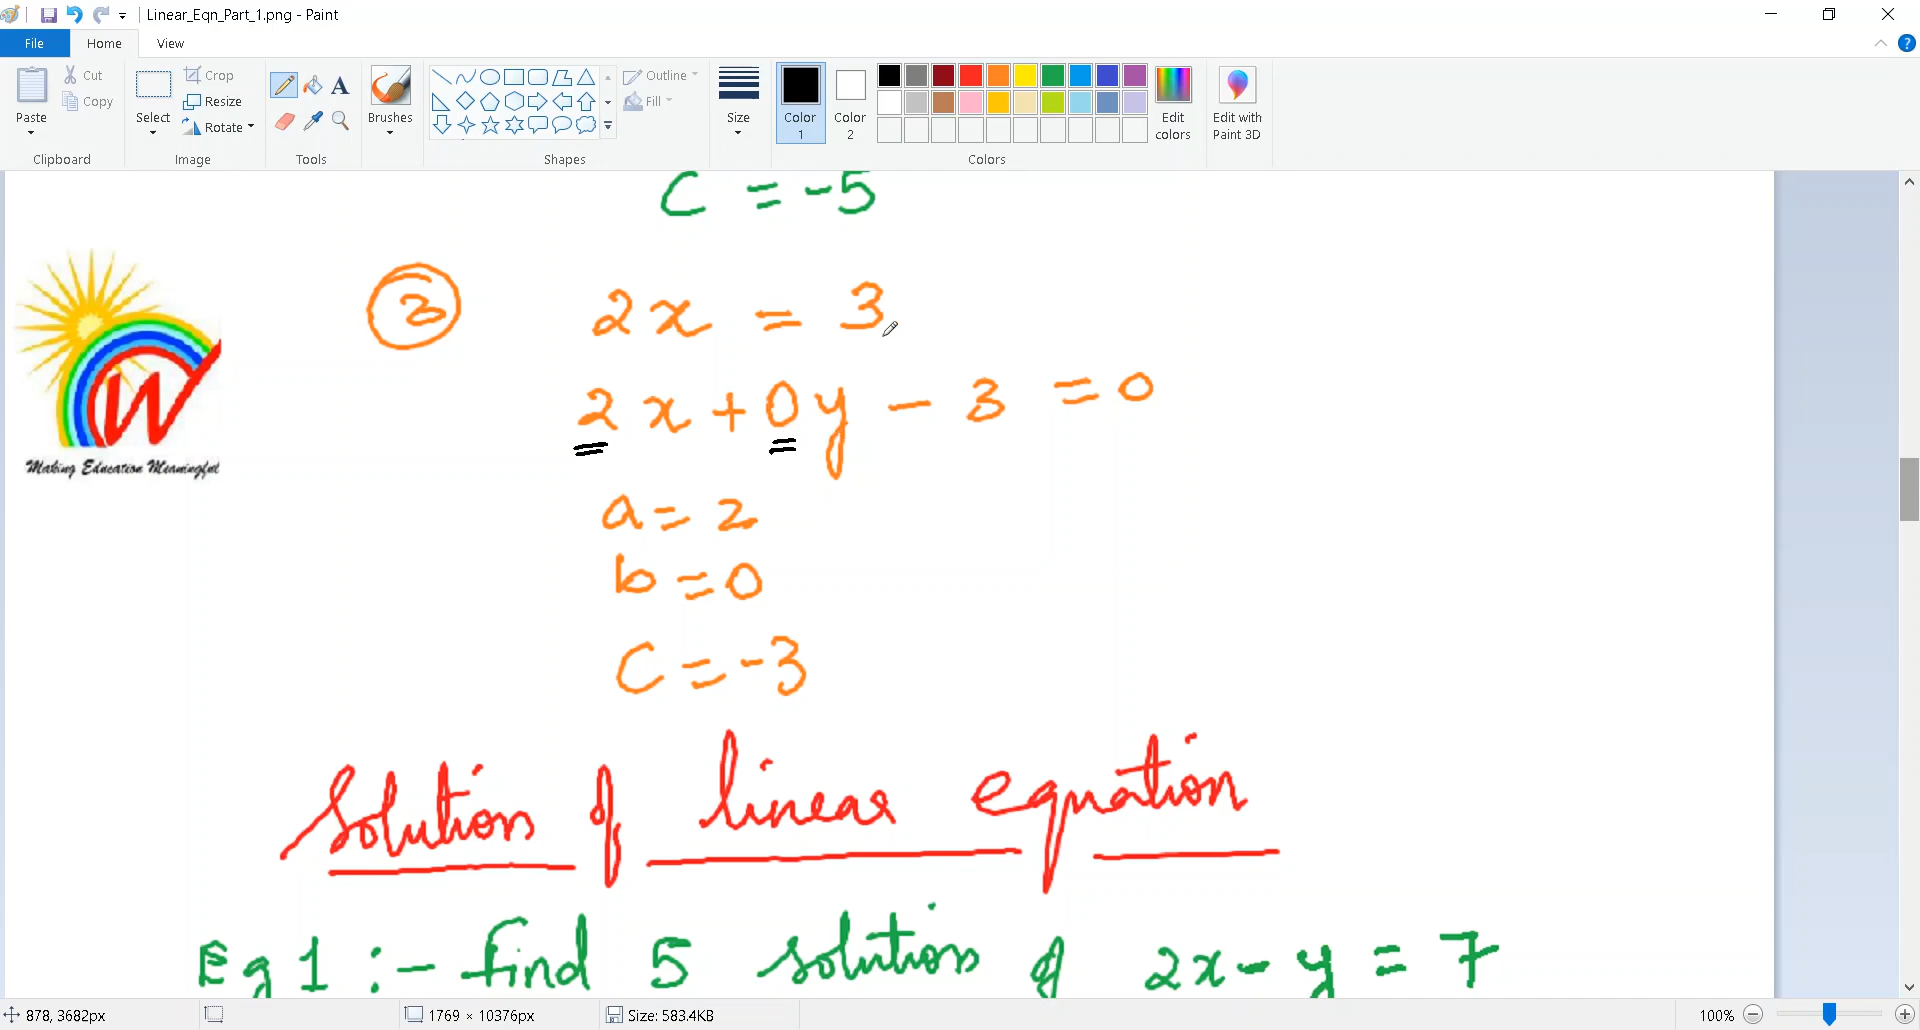 Linear_Eqn_Part_1.png - Paint
File Home View
Paste Cut Copy Select Crop Resize Rotate A Brushes Outline Fill Size Color 1 Color 2 Edit colors Edit with Paint 3D
Clipboard Image Tools Shapes Colors
C = -5
3 2x = 3
2x + 0y - 3 = 0
W
Making Education Meaningful
a = 2
b = 0
C = -3
Solution of linear equation
Eg 1 :- find 5 solution of 2x - y = 7
878, 3682px 1769 × 10376px Size: 583.4KB 100%